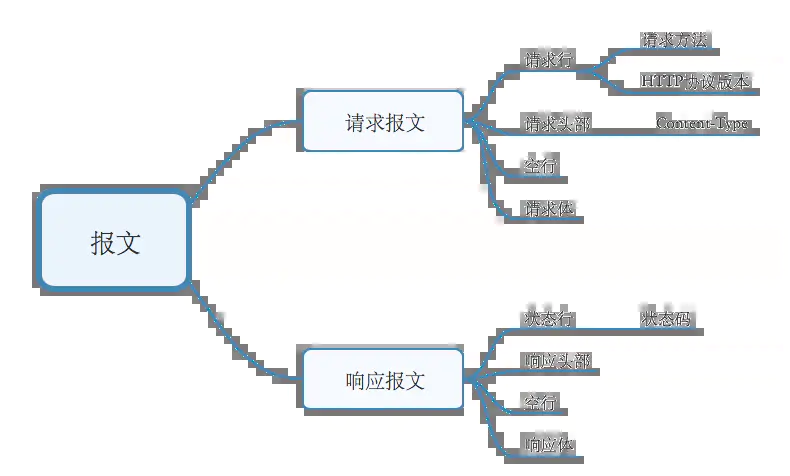 报文
请求报文
请求行
请求方法
HTTP协议版本
请求头部
Content-Type
空行
请求体
响应报文
状态行
状态码
响应头部
空行
响应体